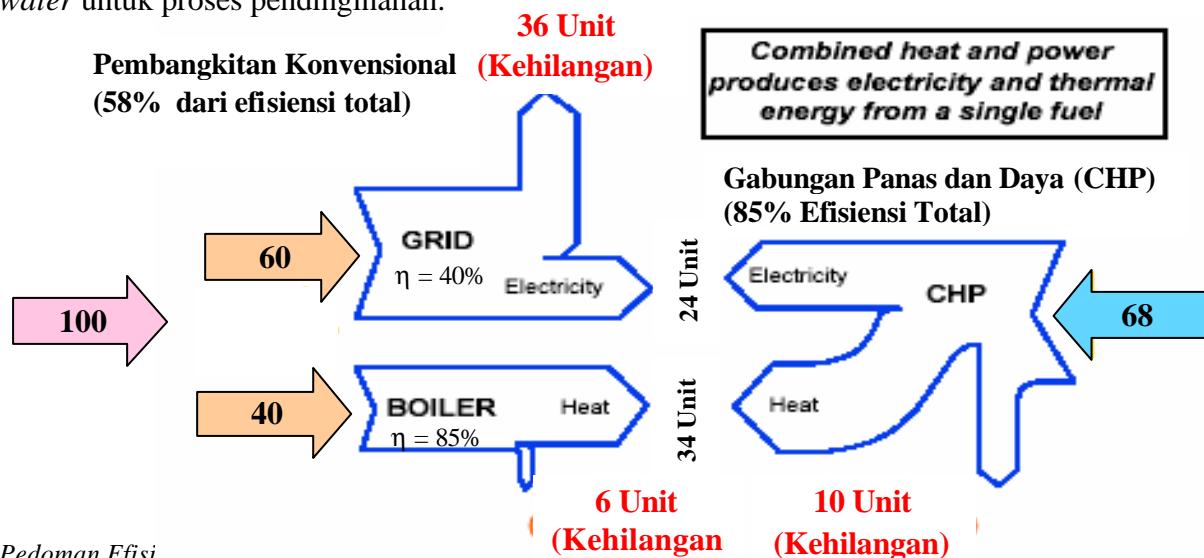 water untuk proses pendinginahan.
36 Unit
(Kehilangan)
Pembangkitan Konvensional
(58% dari efisiensi total)
Combined heat and power
produces electricity and thermal
energy from a single fuel
Gabungan Panas dan Daya (CHP)
(85% Efisiensi Total)
100
60
GRID
η = 40%
Electricity
24 Unit
Electricity
CHP
68
40
BOILER
η = 85%
Heat
34 Unit
Heat
6 Unit
(Kehilangan
10 Unit
(Kehilangan)
Pedoman Efisi